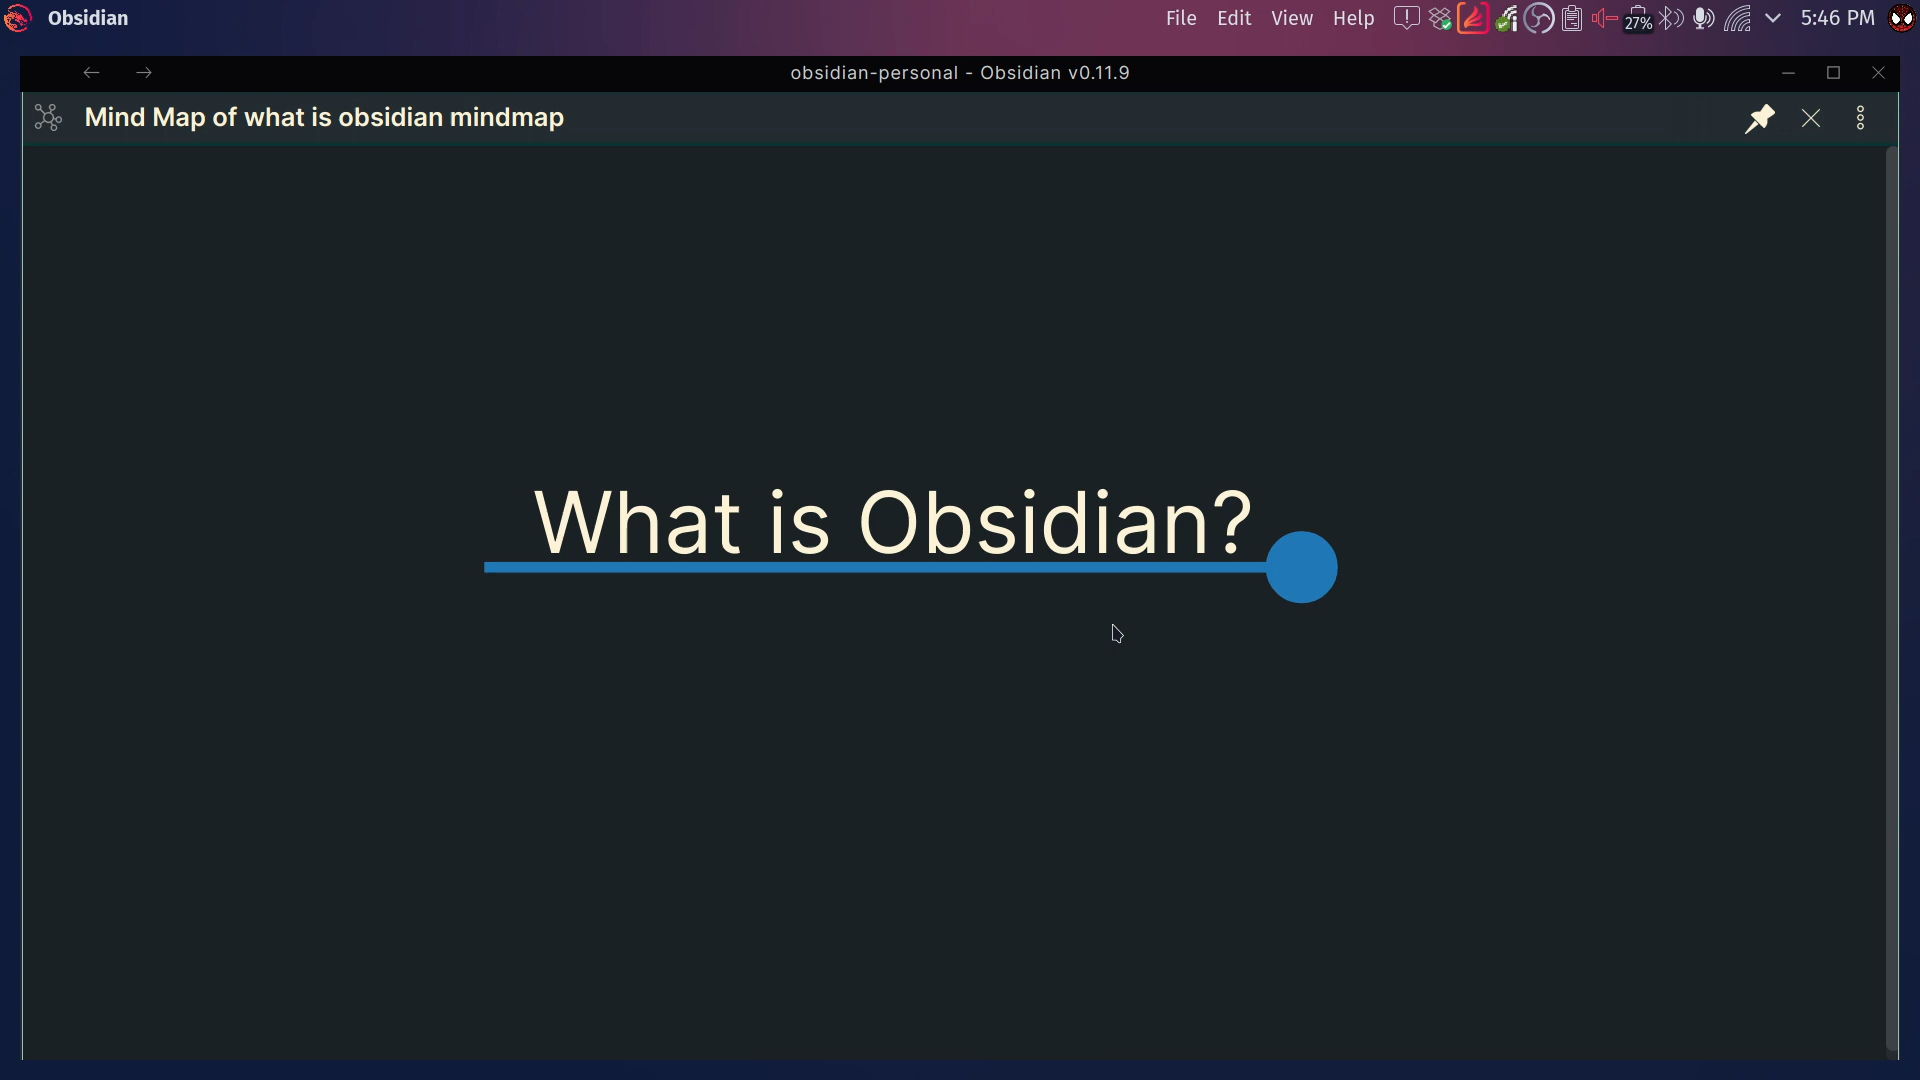 Obsidian File Edit View Help 27% 5:46 PM
obsidian-personal - Obsidian v0.11.9
Mind Map of what is obsidian mindmap
What is Obsidian?